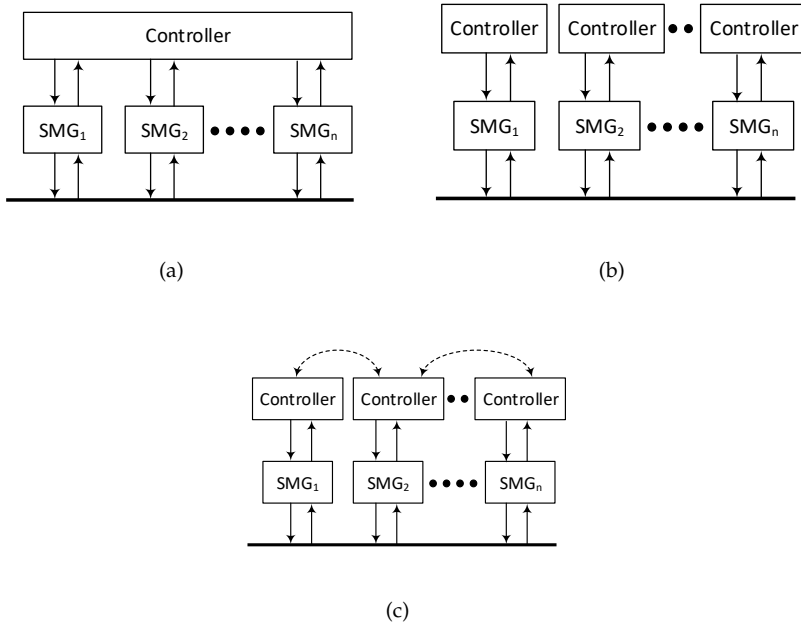 Controller
SMG₁ SMG₂ SMGₙ
(a)
Controller Controller Controller
SMG₁ SMG₂ SMGₙ
(b)
Controller Controller Controller
SMG₁ SMG₂ SMGₙ
(c)